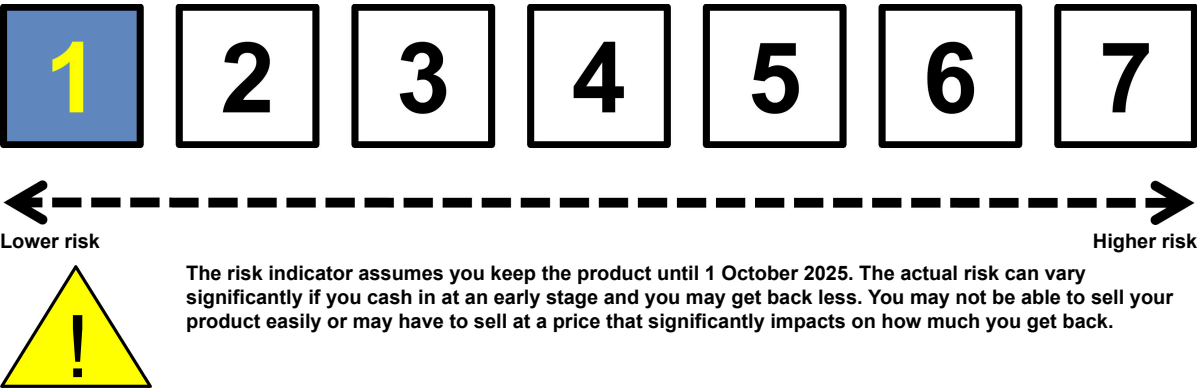 1 2 3 4 5 6 7
Lower risk Higher risk
The risk indicator assumes you keep the product until 1 October 2025. The actual risk can vary
significantly if you cash in at an early stage and you may get back less. You may not be able to sell your
product easily or may have to sell at a price that significantly impacts on how much you get back.
!